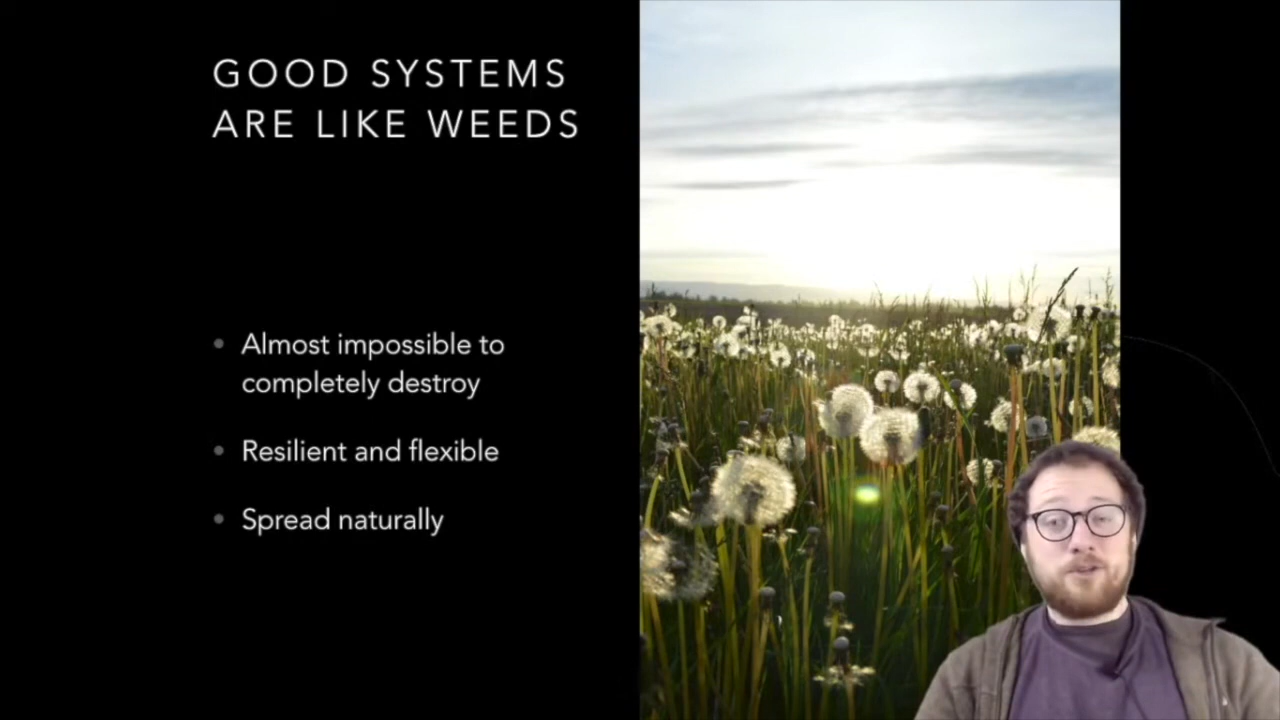 GOOD SYSTEMS
ARE LIKE WEEDS
• Almost impossible to
completely destroy
• Resilient and flexible
• Spread naturally